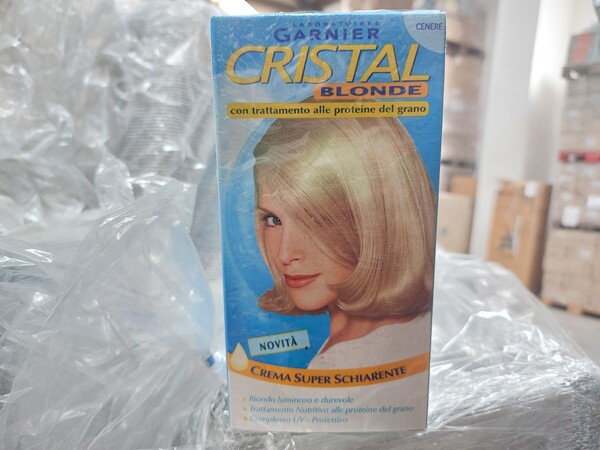 LABORATOIRES
GARNIER
CENERE
CRISTAL
BLONDE
con trattamento alle proteine del grano
NOVITÀ
CREMA SUPER SCHIARENTE
Biondo luminoso e durevole
Trattamento Nutritivo alle proteine del grano
Complesso UV - Protettivo